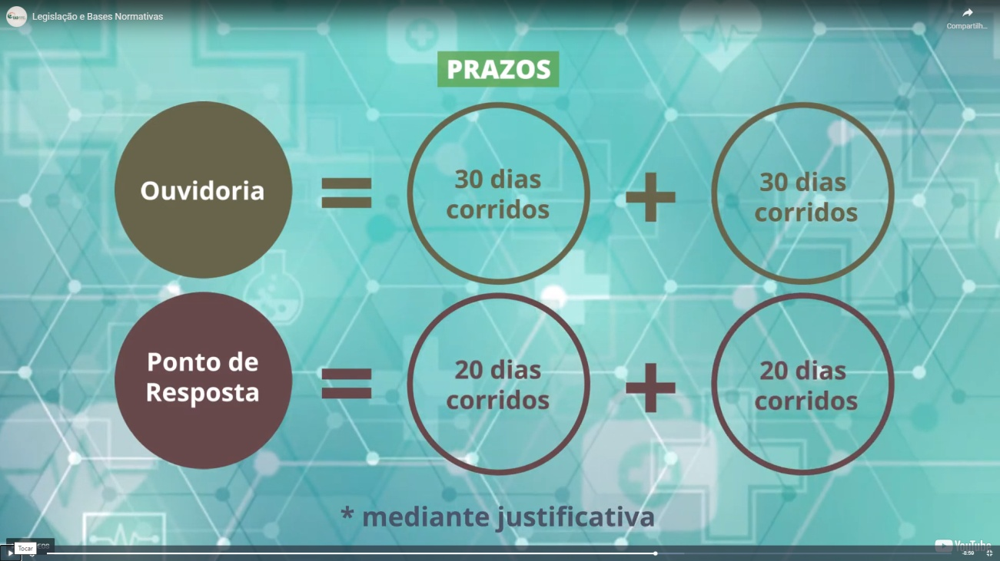 Legislação e Bases Normativas
Compartilh...
PRAZOS
Ouvidoria
=
30 dias
corridos
+
30 dias
corridos
Ponto de
Resposta
=
20 dias
corridos
+
20 dias
corridos
* mediante justificativa
Tocar
YouTube
-8:59